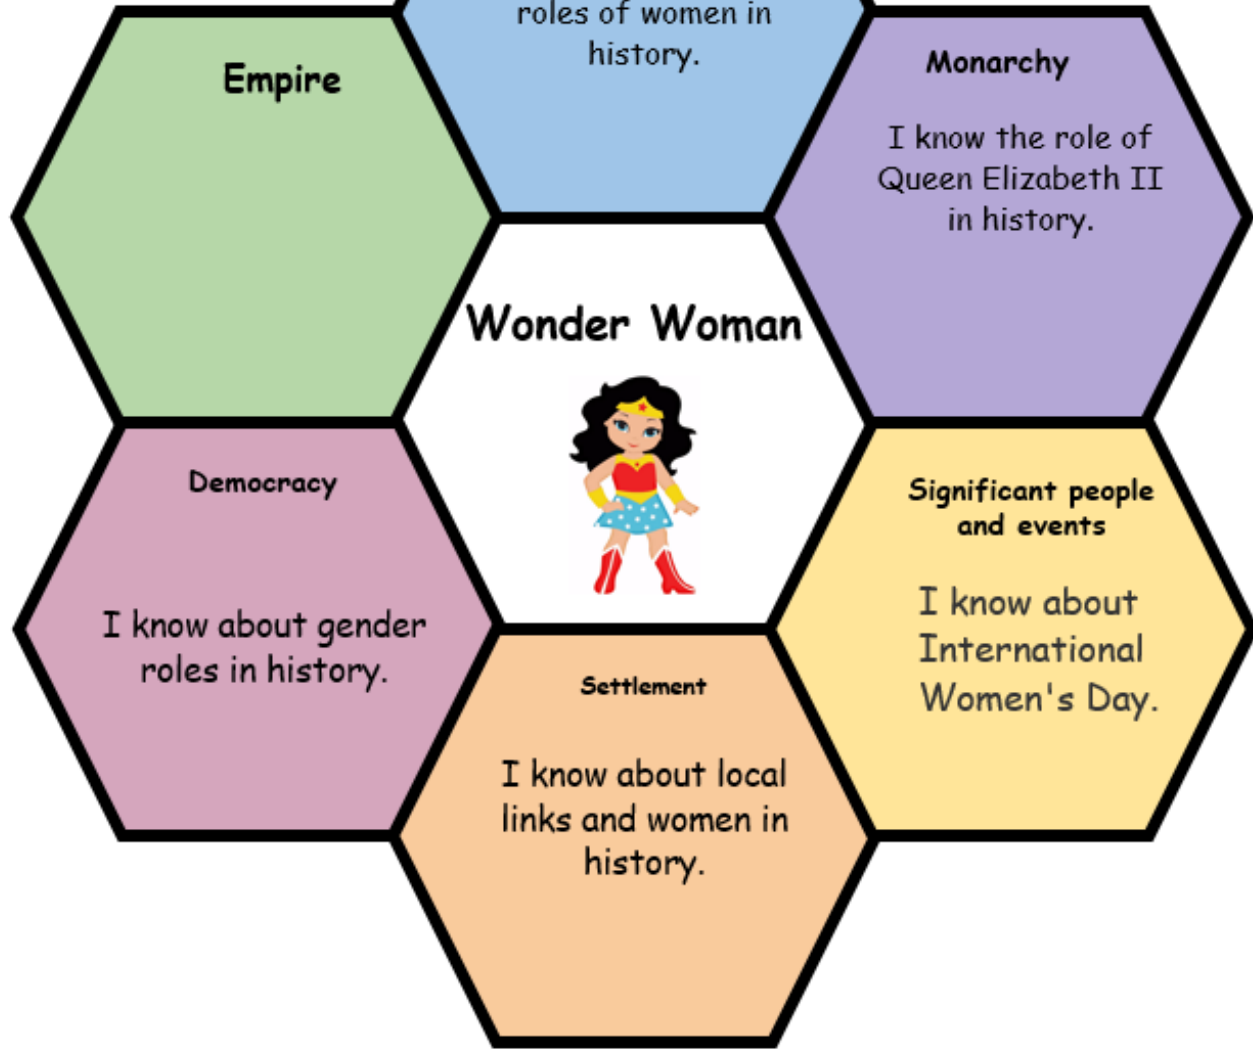 roles of women in
history.
Empire
Monarchy
I know the role of
Queen Elizabeth II
in history.
Wonder Woman
Democracy
I know about gender
roles in history.
Significant people
and events
I know about
International
Women's Day.
Settlement
I know about local
links and women in
history.